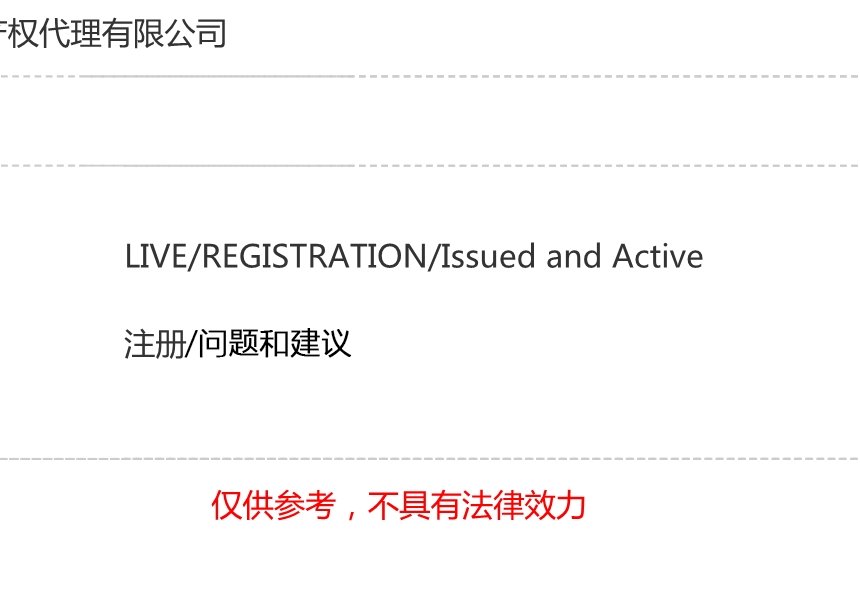 权代理有限公司
LIVE/REGISTRATION/Issued and Active
注册/问题和建议
仅供参考，不具有法律效力